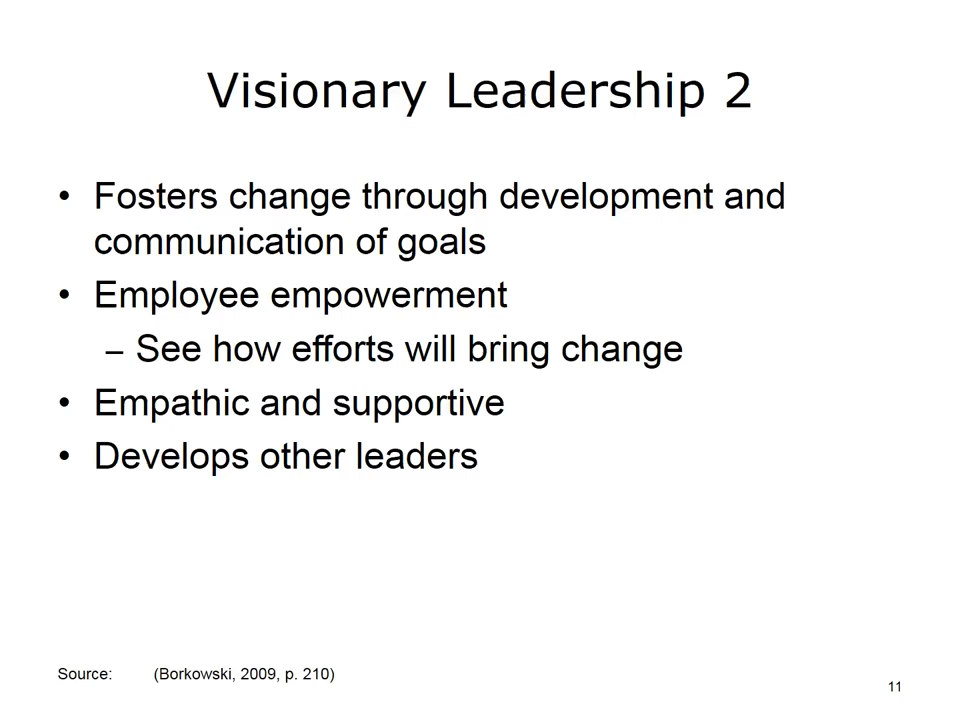 Visionary Leadership 2
• Fosters change through development and
communication of goals
• Employee empowerment
– See how efforts will bring change
• Empathic and supportive
• Develops other leaders
Source: (Borkowski, 2009, p. 210)
11